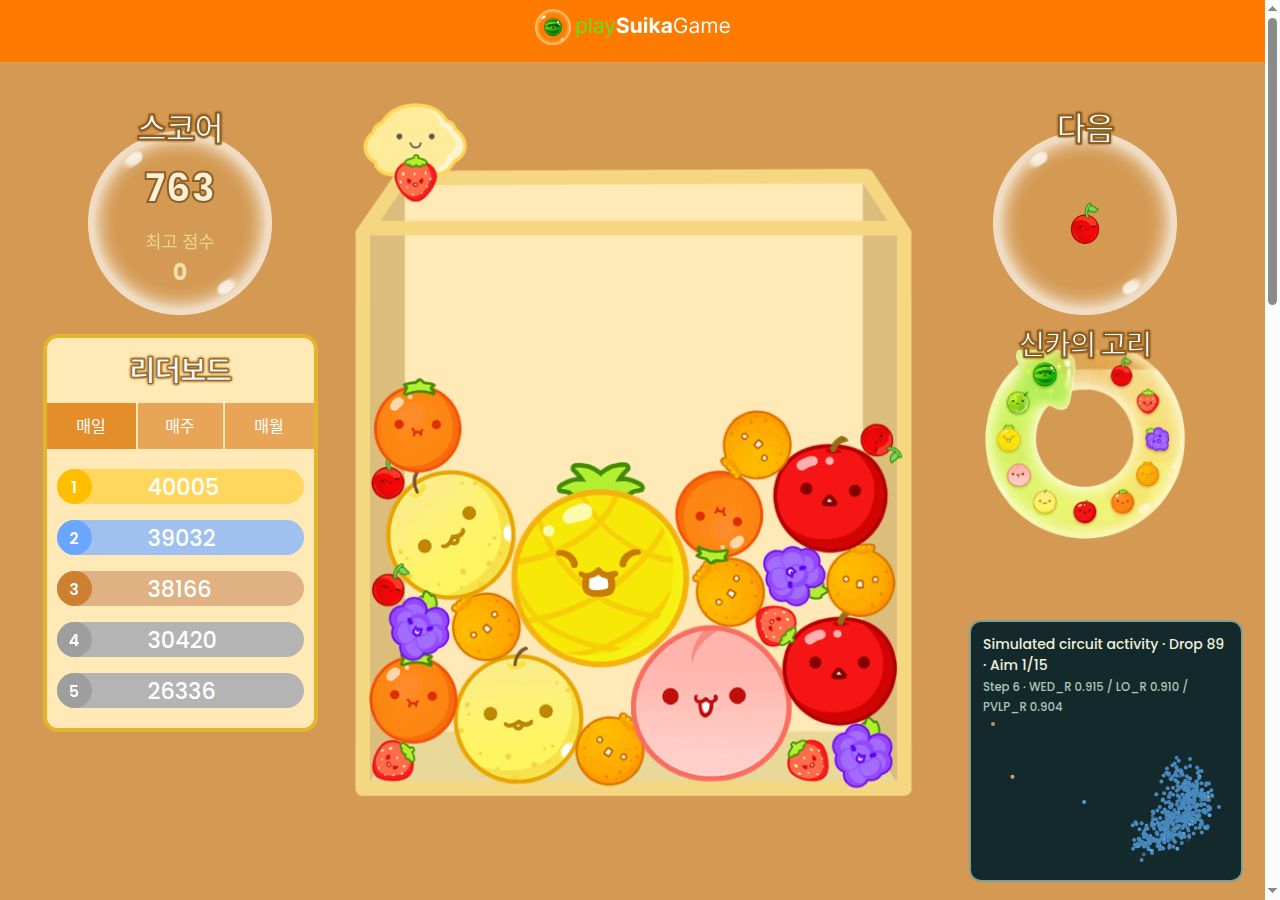 playSuikaGame
스코어
763
최고 점수
0
다음
신카의 고리
리더보드
매일 매주 매월
1 40005
2 39032
3 38166
4 30420
5 26336
Simulated circuit activity · Drop 89
· Aim 1/15
Step 6 · WED_R 0.915 / LO_R 0.910 /
PVLP_R 0.904